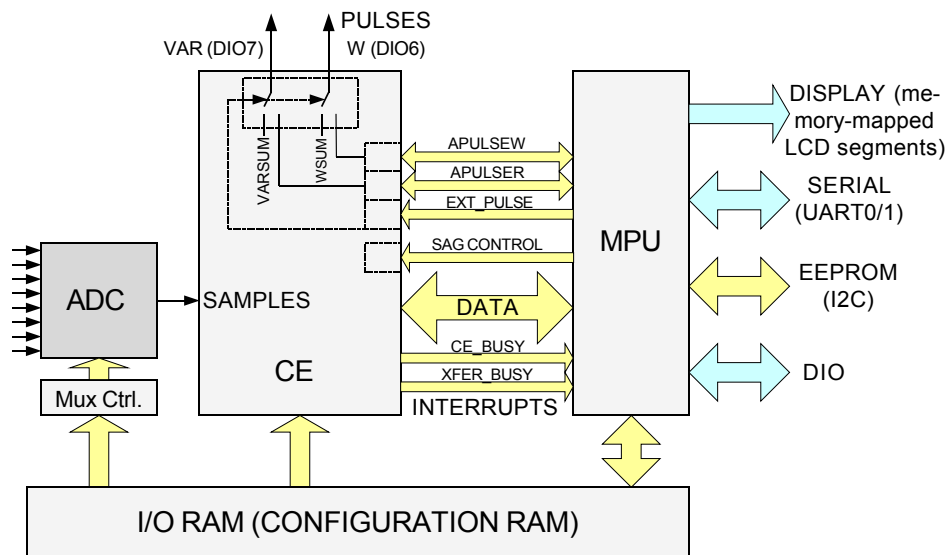 PULSES
VAR (DIO7)
W (DIO6)
VARSUM
WSUM
APULSEW
APULSER
EXT_PULSE
SAG CONTROL
DATA
CE_BUSY
XFER_BUSY
INTERRUPTS
ADC
SAMPLES
CE
Mux Ctrl.
MPU
DISPLAY (me-
mory-mapped
LCD segments)
SERIAL
(UART0/1)
EEPROM
(I2C)
DIO
I/O RAM (CONFIGURATION RAM)